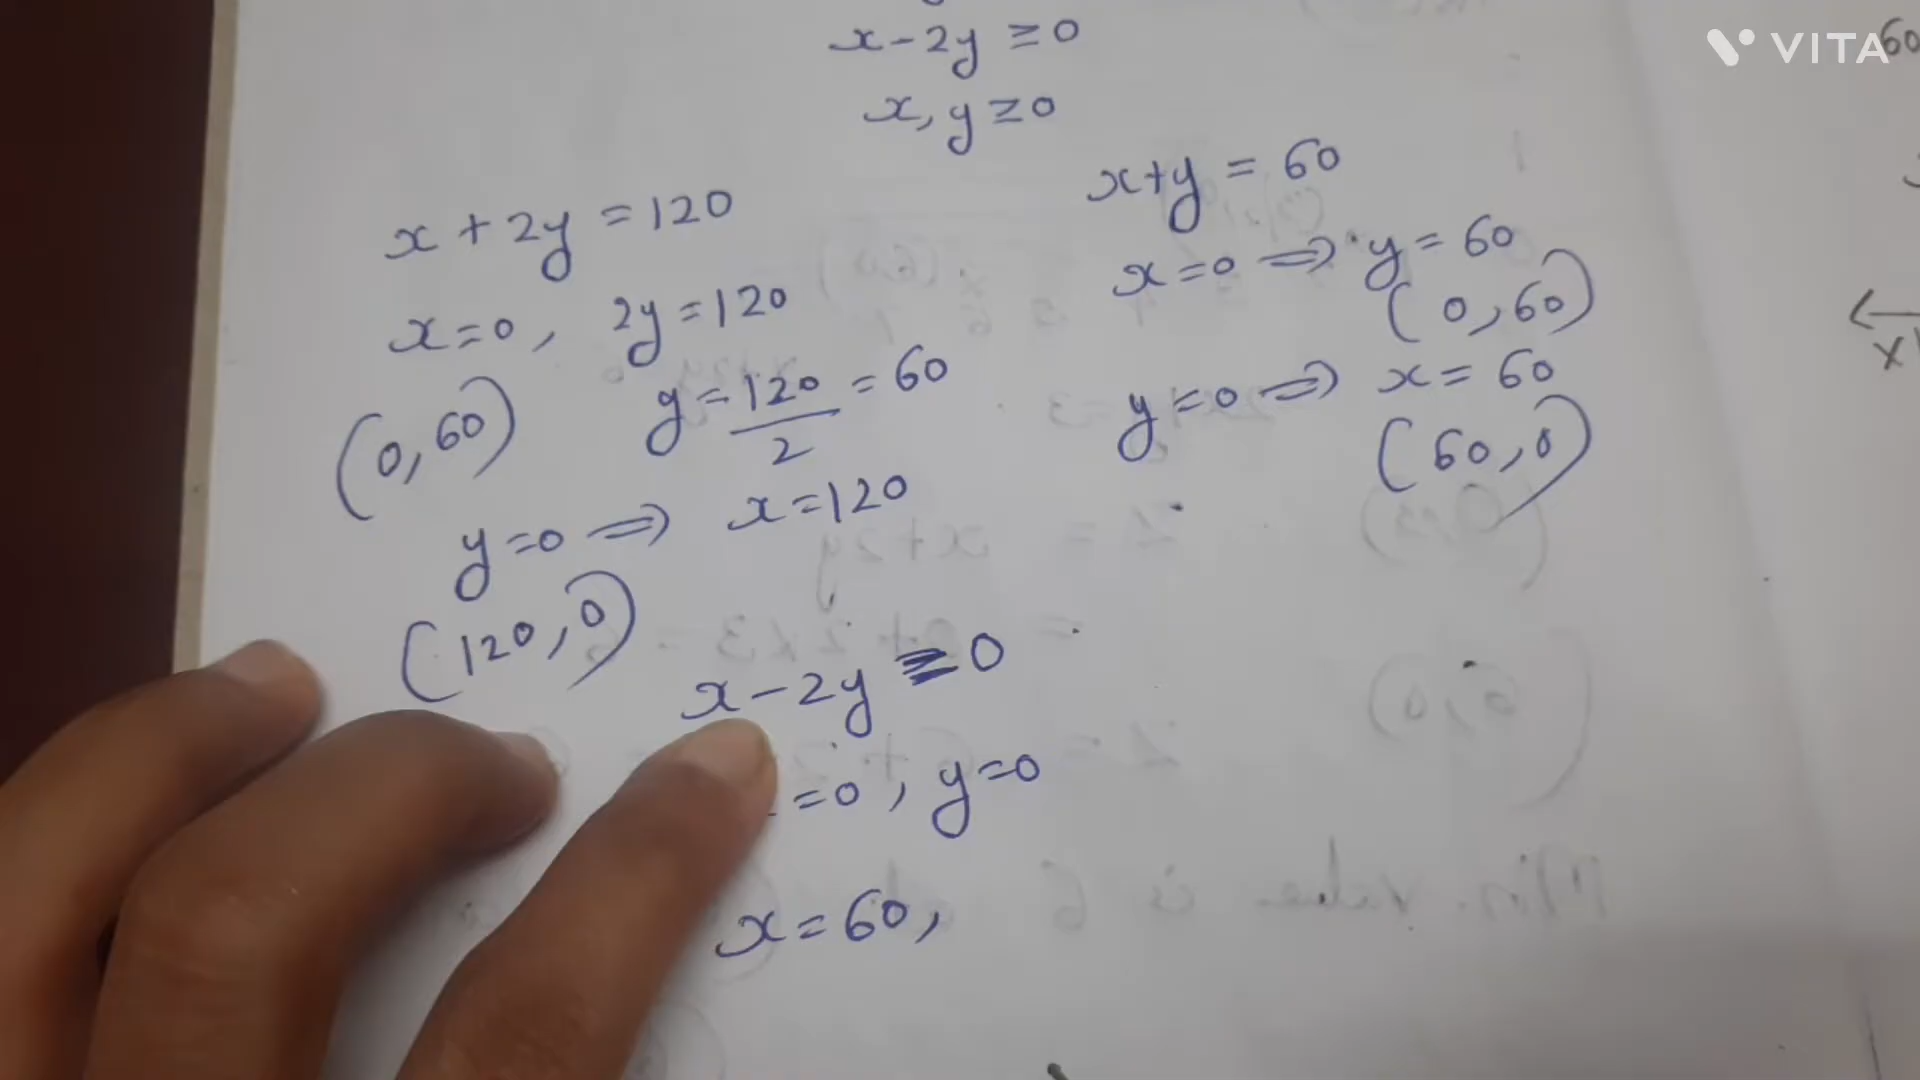 x - 2y ≥ 0
x, y ≥ 0
x + 2y = 120
x = 0, 2y = 120
y = 120/2 = 60
(0, 60)
y = 0 ⟹ x = 120
(120, 0)
x + y = 60
x = 0 ⟹ y = 60
(0, 60)
y = 0 ⟹ x = 60
(60, 0)
x - 2y = 0
= 0, y = 0
x = 60,
60
X'
VITA